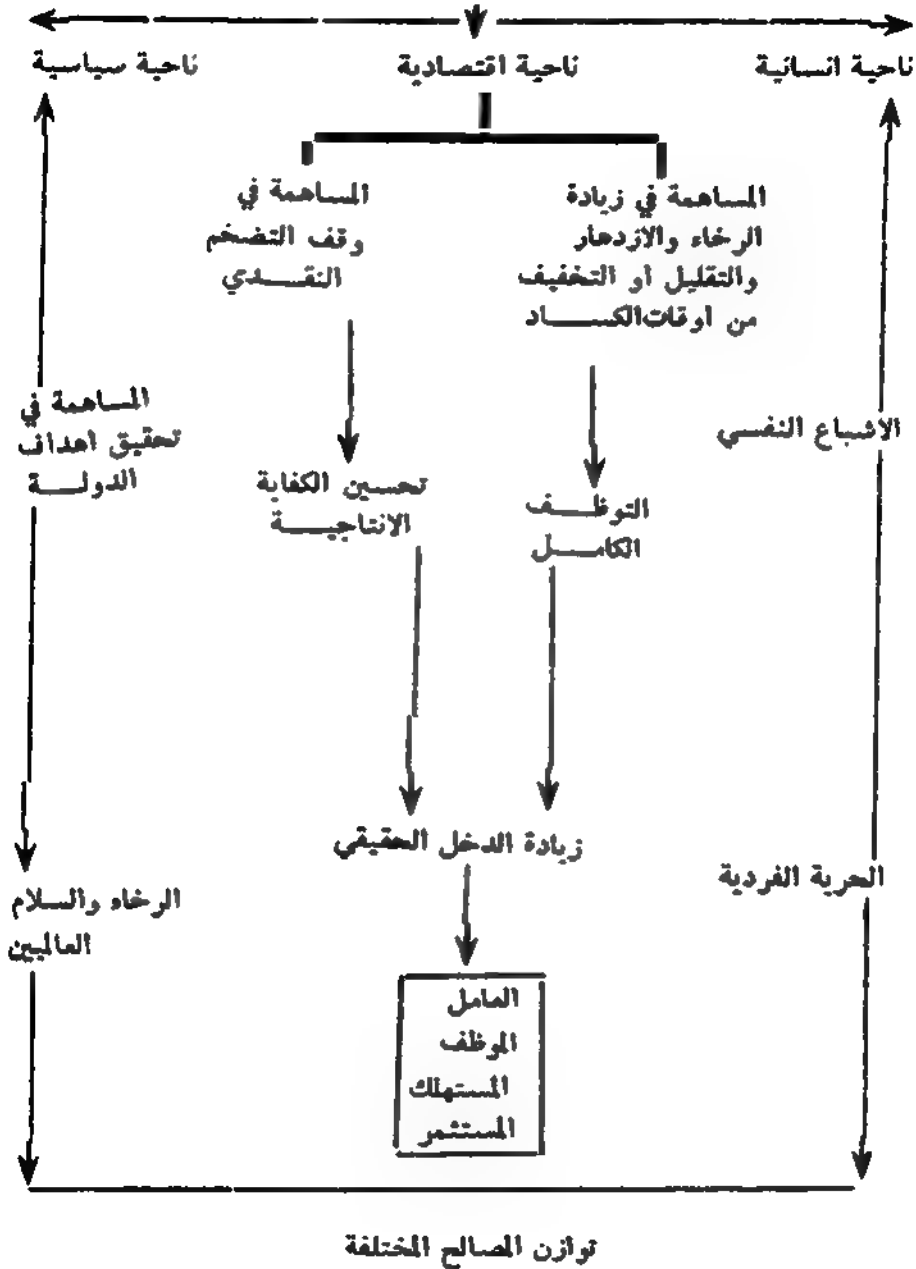 ناحية انسانية
ناحية اقتصادية
ناحية سياسية
المساهمة في زيادة
الرخاء والازدهار
والتقليل أو التخفيف
من أوقات الكساد
المساهمة في
وقف التضخم
النقدي
الاشباع النفسي
المساهمة في
تحقيق اهداف
الدولة
التوظف
الكامل
تحسين الكفاية
الانتاجية
زيادة الدخل الحقيقي
الحرية الفردية
الرخاء والسلام
العالميين
العامل
الموظف
المستهلك
المستثمر
توازن المصالح المختلفة